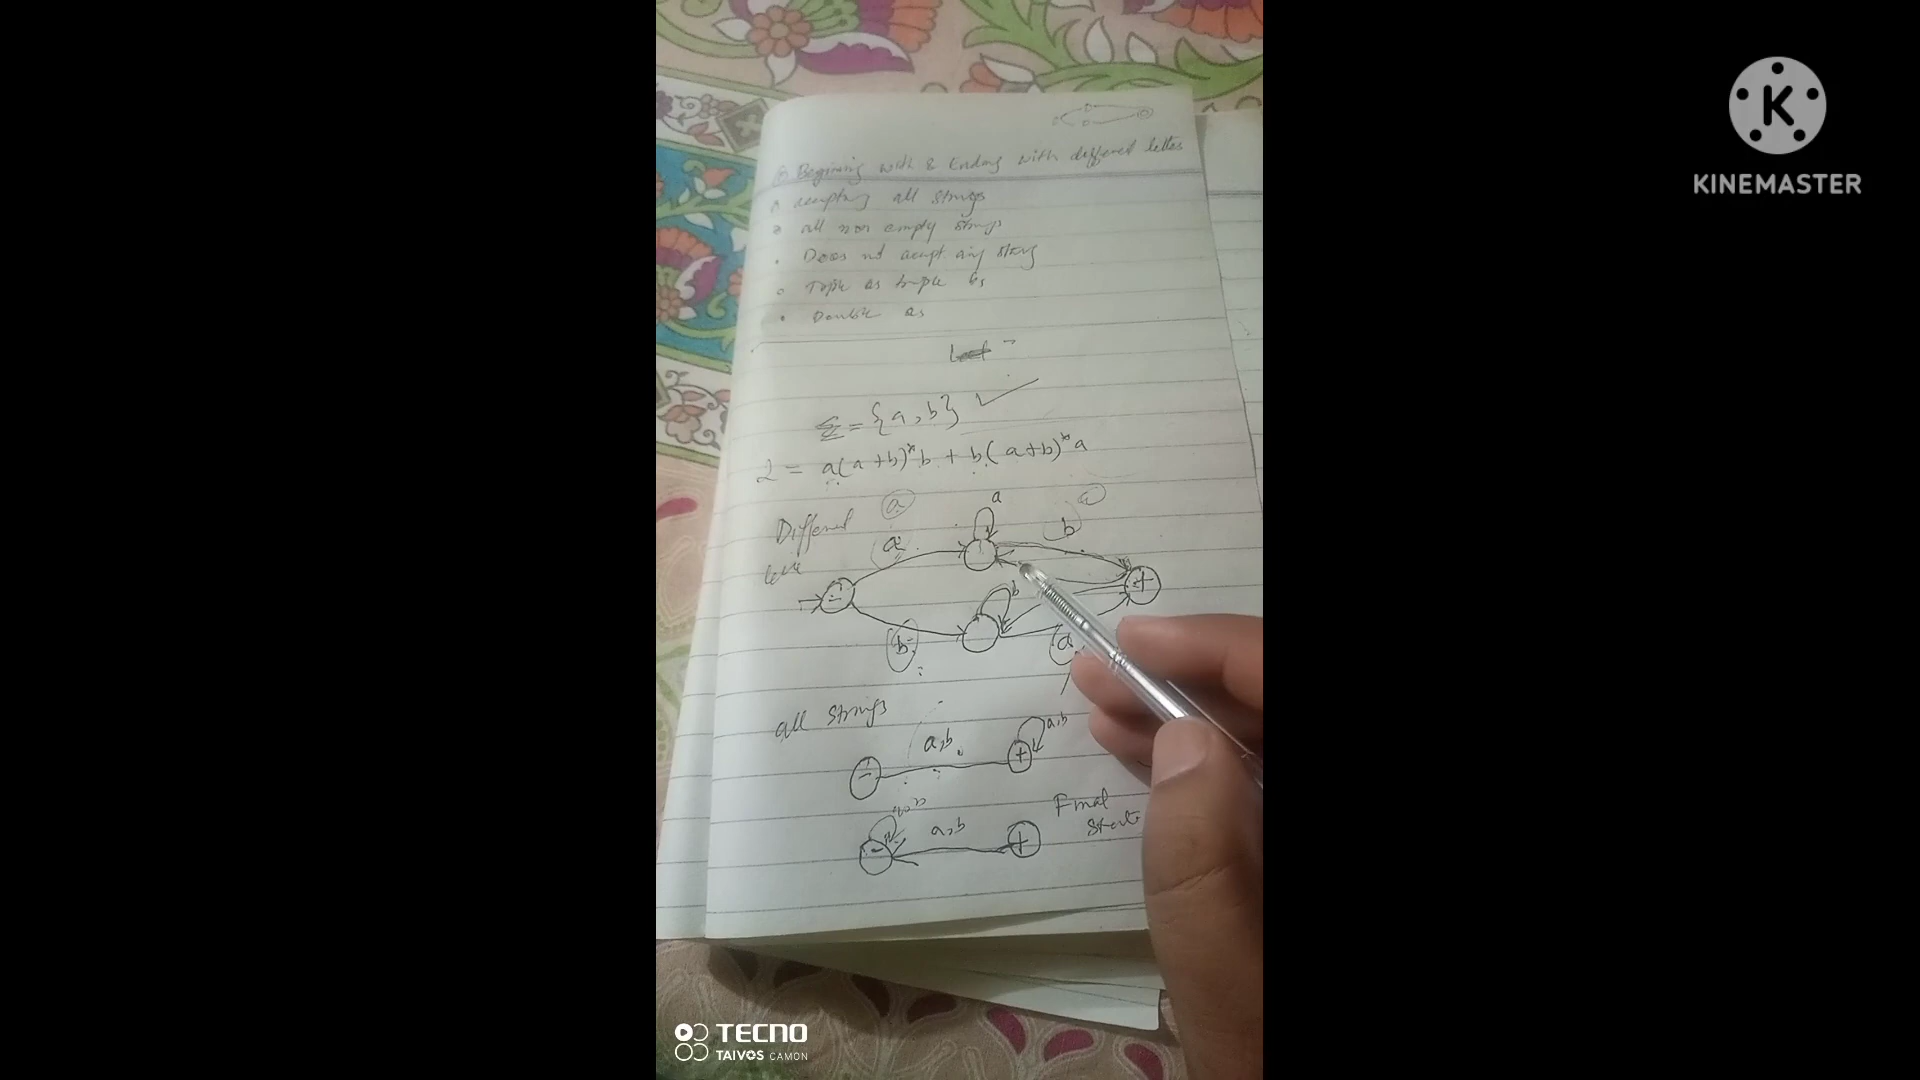 Beginning with & Ending with different letter
accepting all strings
all non empty strings
Does not accept any string
Triple as triple bs
Double as
Σ = {a, b}
L = a(a+b)*b + b(a+b)*a
Different
a
a
a
b
a
-
+
b
b
a
all strings
a,b
a,b
-
+
a,b
-
+
Final
State
KINEMASTER
TECNO
TAIVOS CAMON